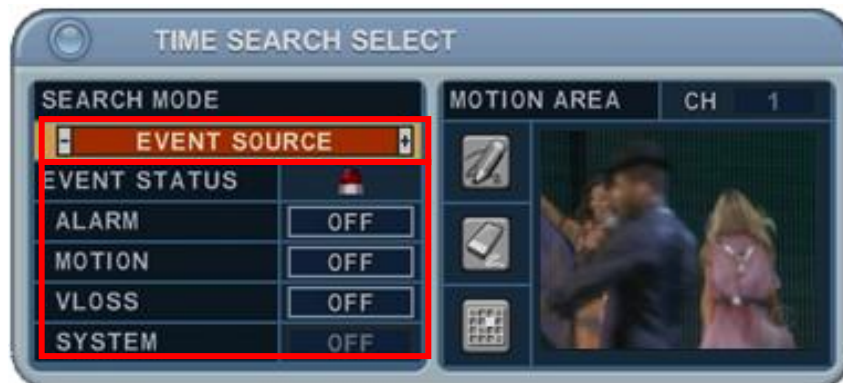 TIME SEARCH SELECT
SEARCH MODE
- EVENT SOURCE +
EVENT STATUS
ALARM OFF
MOTION OFF
VLOSS OFF
SYSTEM OFF
MOTION AREA CH 1